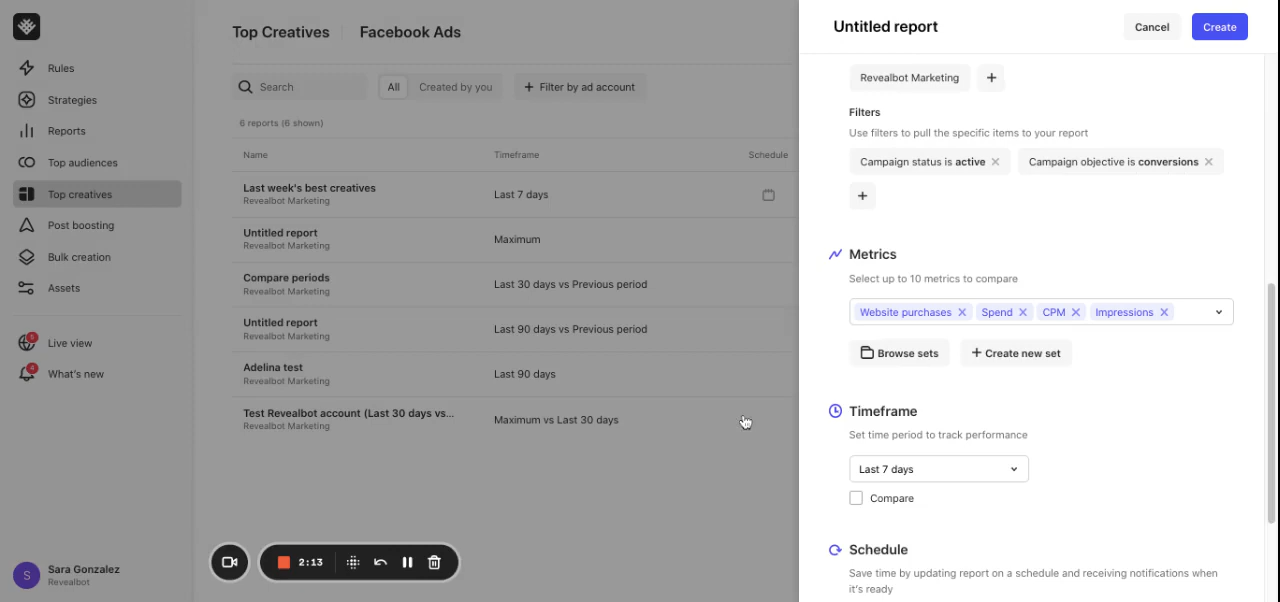 Rules
Strategies
Reports
Top audiences
Top creatives
Post boosting
Bulk creation
Assets
1
Live view
4
What's new
S
Sara Gonzalez
Revealbot
Top Creatives
Facebook Ads
Search
All
Created by you
+ Filter by ad account
6 reports (6 shown)
Name
Timeframe
Schedule
Last week's best creatives
Revealbot Marketing
Last 7 days
Untitled report
Revealbot Marketing
Maximum
Compare periods
Revealbot Marketing
Last 30 days vs Previous period
Untitled report
Revealbot Marketing
Last 90 days vs Previous period
Adelina test
Revealbot Marketing
Last 90 days
Test Revealbot account (Last 30 days vs...
Revealbot Marketing
Maximum vs Last 30 days
2:13
Untitled report
Cancel
Create
Revealbot Marketing
+
Filters
Use filters to pull the specific items to your report
Campaign status is active ×
Campaign objective is conversions ×
+
Metrics
Select up to 10 metrics to compare
Website purchases × Spend × CPM × Impressions ×
Browse sets
+ Create new set
Timeframe
Set time period to track performance
Last 7 days
Compare
Schedule
Save time by updating report on a schedule and receiving notifications when
it's ready